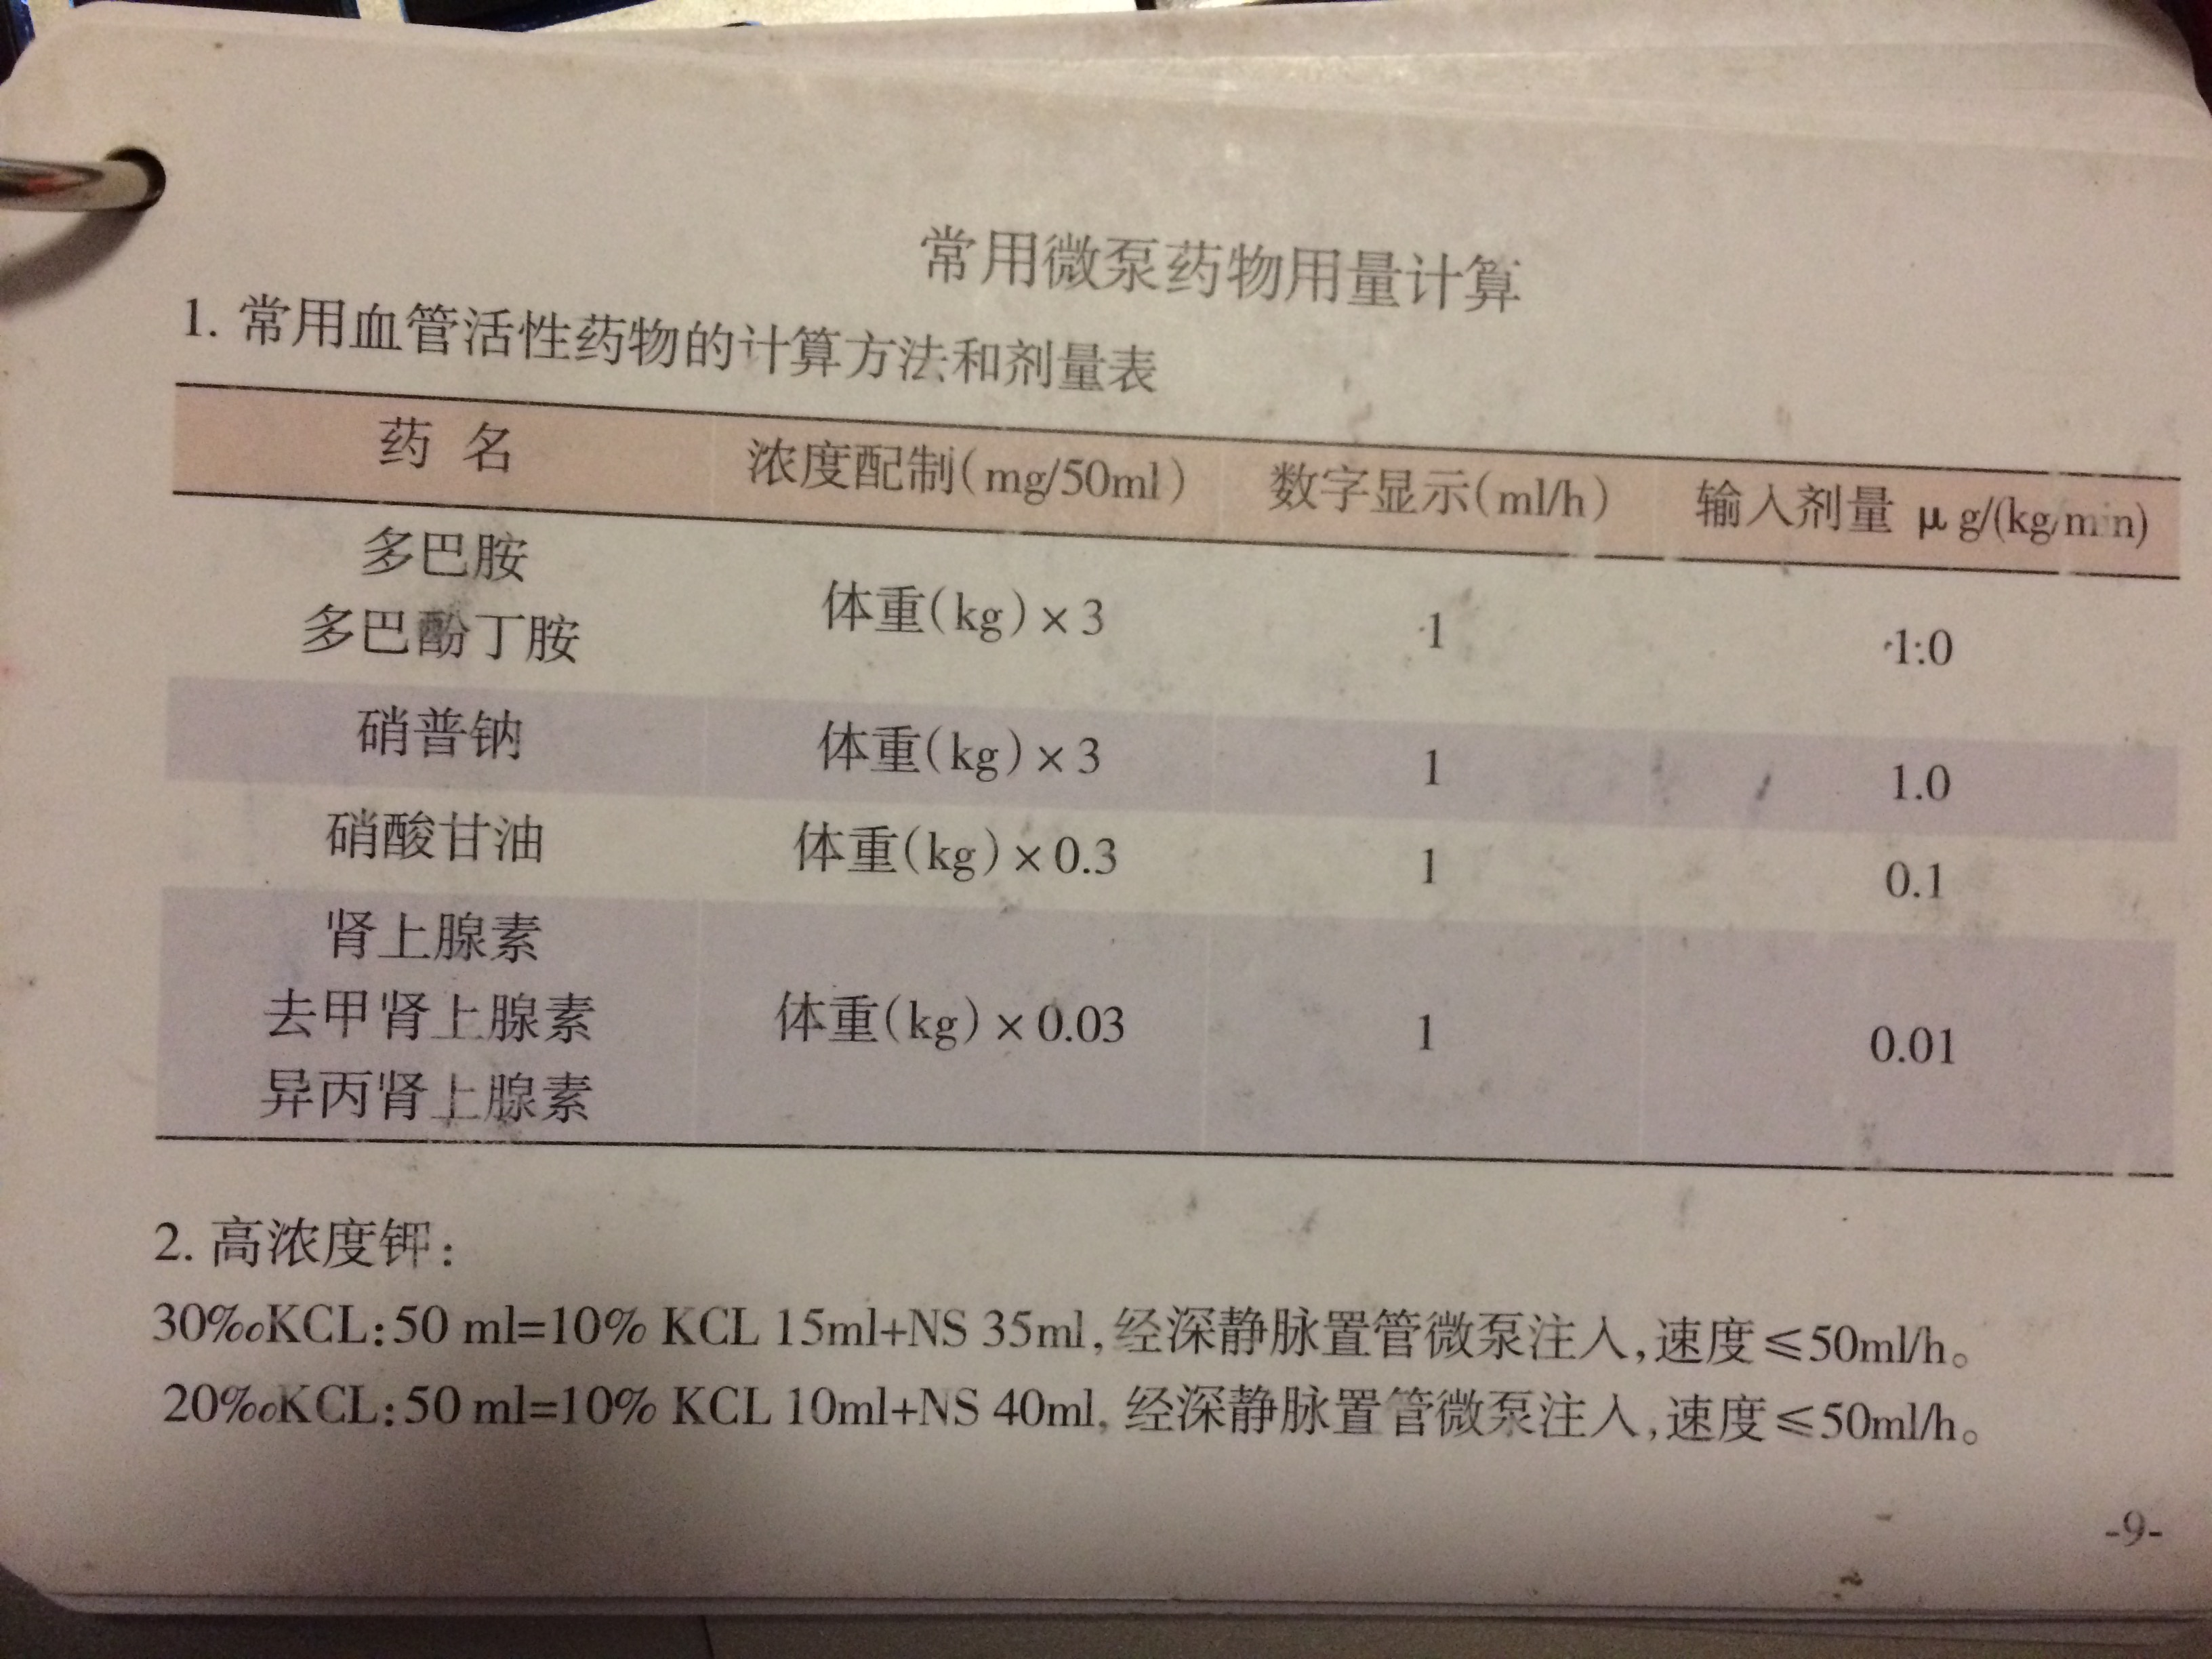 常用微泵药物用量计算
1. 常用血管活性药物的计算方法和剂量表
药 名 浓度配制(mg/50ml) 数字显示(ml/h) 输入剂量 μg/(kg/min)
多巴胺
多巴酚丁胺 体重(kg)×3 1 1:0
硝普钠 体重(kg)×3 1 1.0
硝酸甘油 体重(kg)×0.3 1 0.1
肾上腺素
去甲肾上腺素 体重(kg)×0.03 1 0.01
异丙肾上腺素
2. 高浓度钾:
30‰KCL:50 ml=10% KCL 15ml+NS 35ml,经深静脉置管微泵注入,速度≤50ml/h。
20‰KCL:50 ml=10% KCL 10ml+NS 40ml,经深静脉置管微泵注入,速度≤50ml/h。
-9-